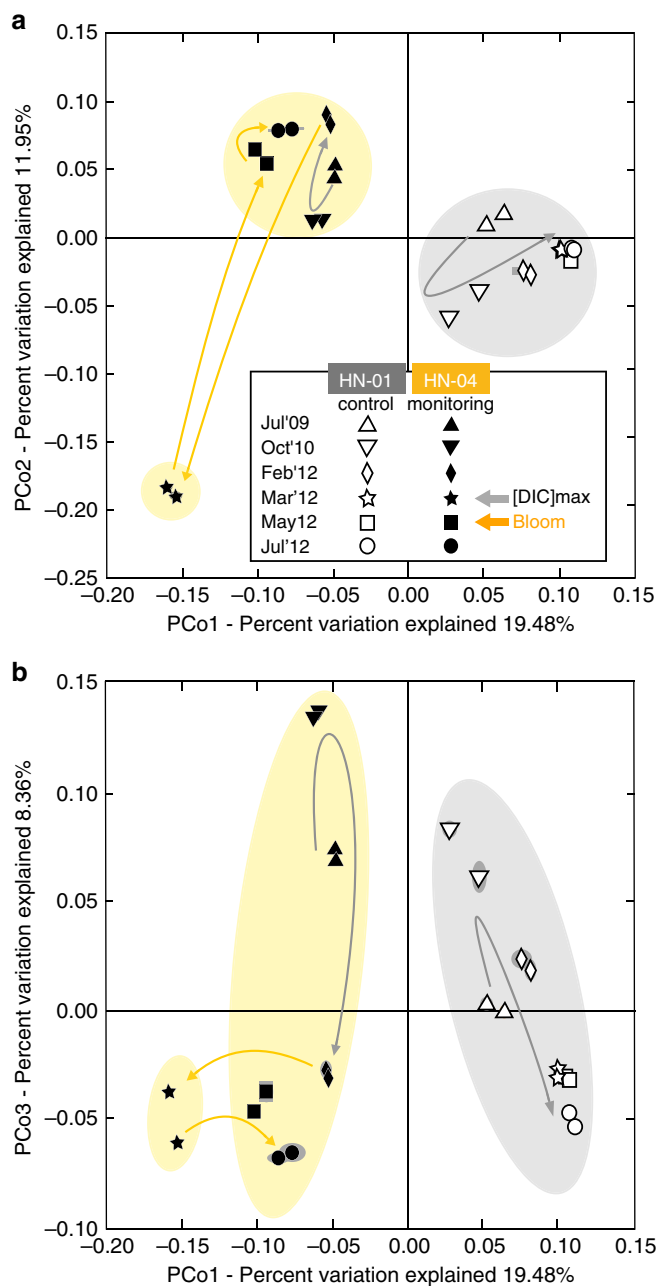 a
PCo2 - Percent variation explained 11.95%
0.15
0.10
0.05
0.00
–0.05
–0.10
–0.15
–0.20
–0.25
HN-01 HN-04
control monitoring
Jul'09
Oct'10
Feb'12
Mar'12 [DIC]max
May12 Bloom
Jul'12
–0.20 –0.15 –0.10 –0.05 0.00 0.05 0.10 0.15
PCo1 - Percent variation explained 19.48%
b
PCo3 - Percent variation explained 8.36%
0.15
0.10
0.05
0.00
–0.05
–0.10
–0.20 –0.15 –0.10 –0.05 0.00 0.05 0.10 0.15
PCo1 - Percent variation explained 19.48%